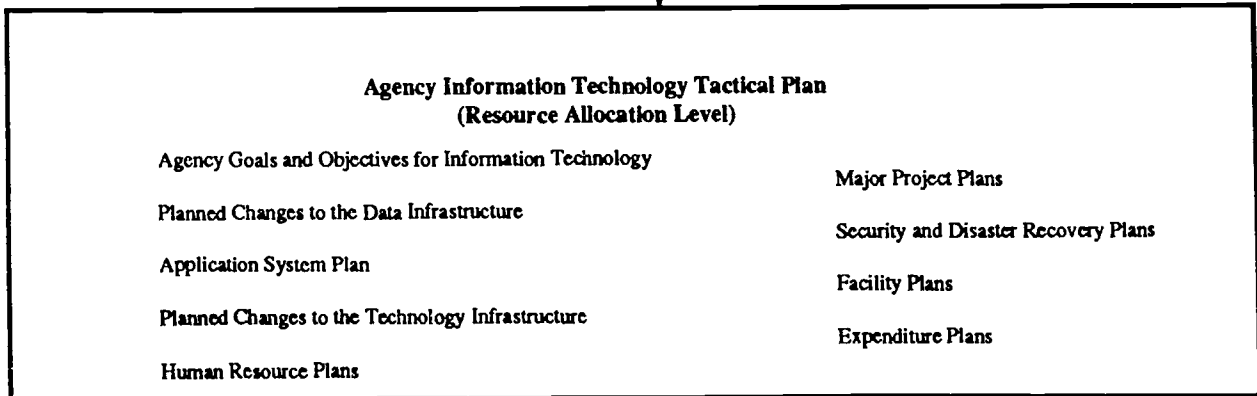 Agency Information Technology Tactical Plan
(Resource Allocation Level)
Agency Goals and Objectives for Information Technology
Planned Changes to the Data Infrastructure
Application System Plan
Planned Changes to the Technology Infrastructure
Human Resource Plans
Major Project Plans
Security and Disaster Recovery Plans
Facility Plans
Expenditure Plans